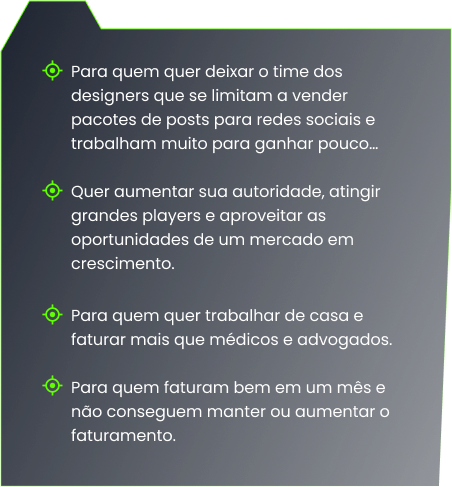 Para quem quer deixar o time dos
designers que se limitam a vender
pacotes de posts para redes sociais e
trabalham muito para ganhar pouco...
Quer aumentar sua autoridade, atingir
grandes players e aproveitar as
oportunidades de um mercado em
crescimento.
Para quem quer trabalhar de casa e
faturar mais que médicos e advogados.
Para quem faturam bem em um mês e
não conseguem manter ou aumentar o
faturamento.